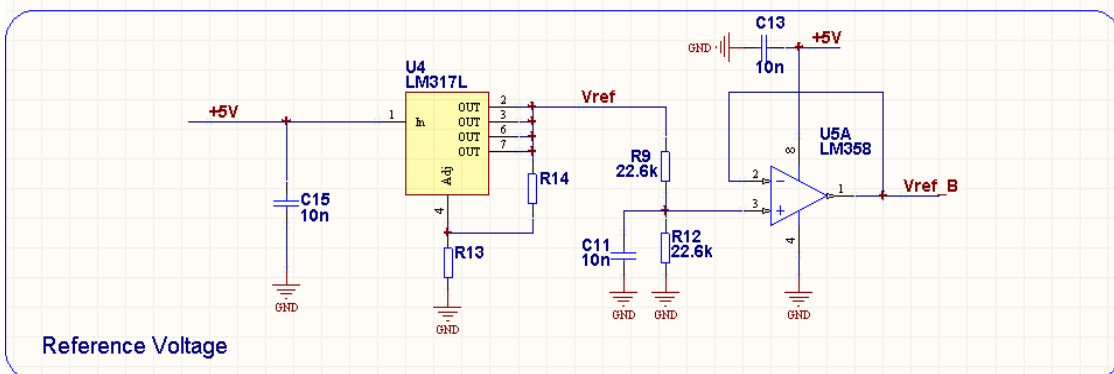 C13
GND
+5V
10n
U4
LM317L
+5V
1
In
OUT
2
OUT
3
OUT
6
OUT
7
Vref
Adj
4
R14
R13
GND
C15
10n
GND
R9
22.6k
C11
10n
GND
R12
22.6k
GND
8
U5A
LM358
2
3
1
4
Vref_B
GND
Reference Voltage